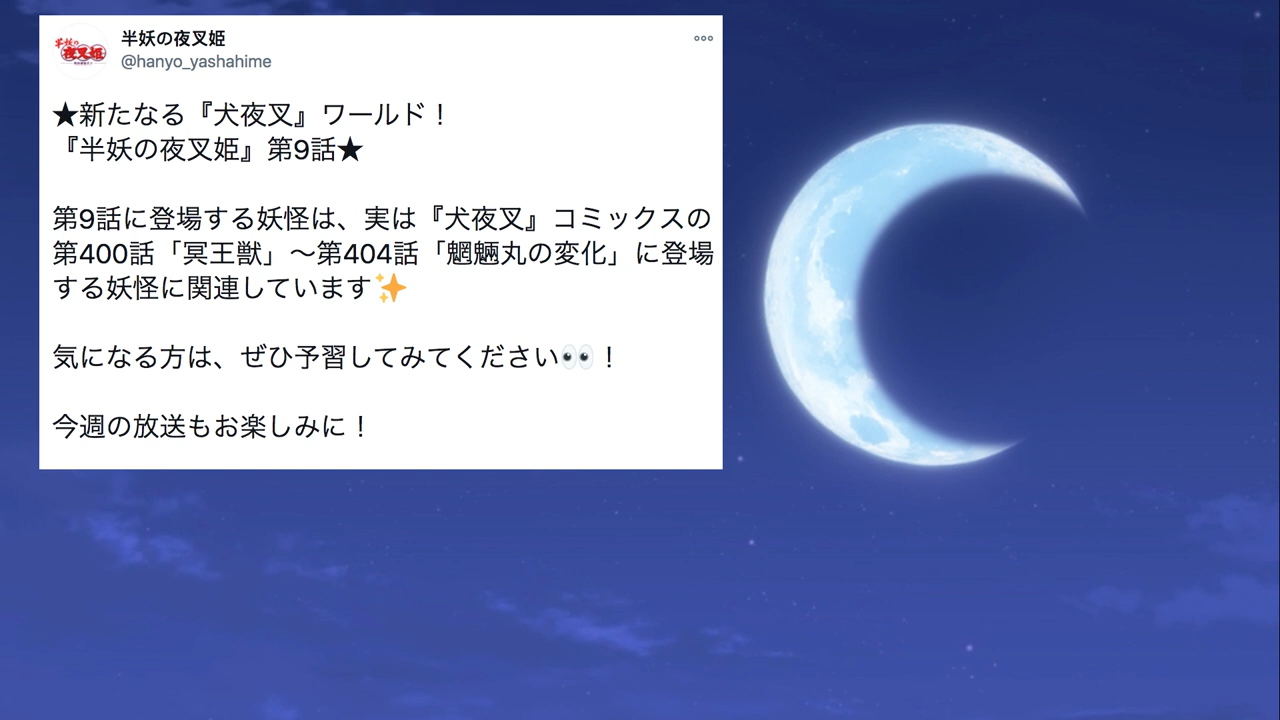 半妖の夜叉姫
@hanyo_yashahime
★新たなる『犬夜叉』ワールド！
『半妖の夜叉姫』第9話★
第9話に登場する妖怪は、実は『犬夜叉』コミックスの
第400話「冥王獣」〜第404話「魍魎丸の変化」に登場
する妖怪に関連しています✨
気になる方は、ぜひ予習してみてください👀！
今週の放送もお楽しみに！